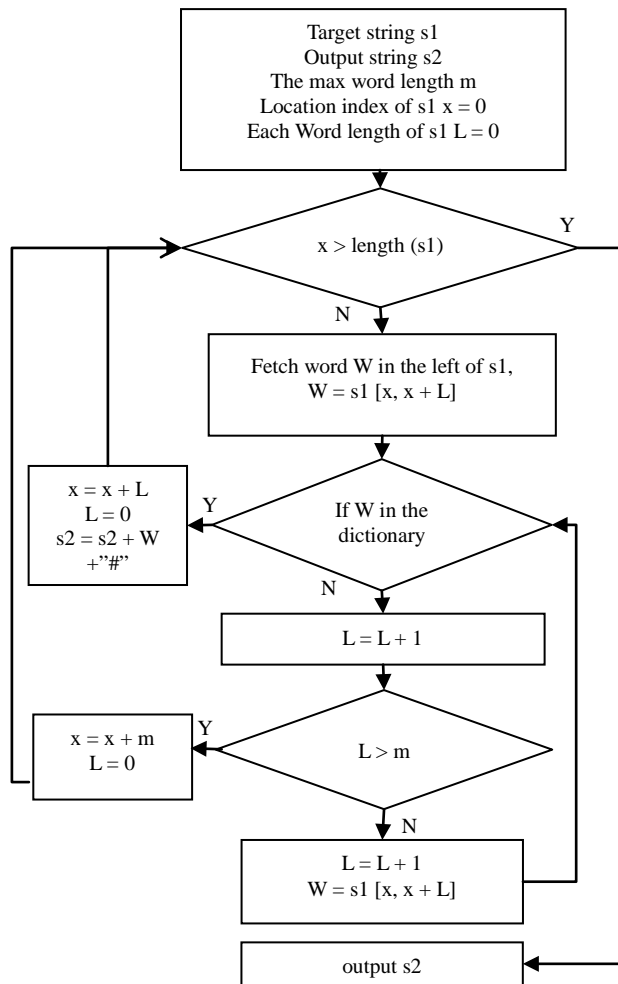 Target string s1
Output string s2
The max word length m
Location index of s1 x = 0
Each Word length of s1 L = 0
x > length (s1)
Y
N
Fetch word W in the left of s1,
W = s1 [x, x + L]
If W in the
dictionary
Y
x = x + L
L = 0
s2 = s2 + W
+”#”
N
L = L + 1
L > m
Y
x = x + m
L = 0
N
L = L + 1
W = s1 [x, x + L]
output s2